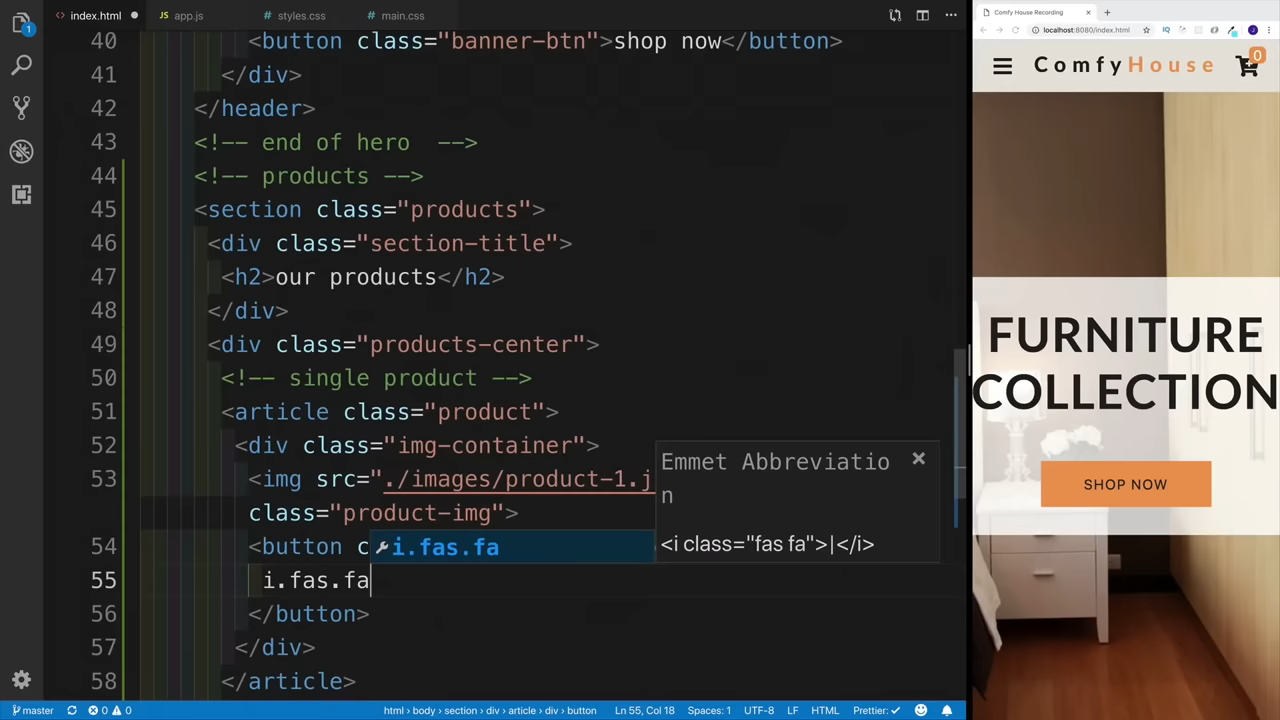 index.html
app.js
styles.css
main.css
40 <button class="banner-btn">shop now</button>
41 </div>
42 </header>
43 <!-- end of hero  -->
44 <!-- products -->
45 <section class="products">
46 <div class="section-title">
47 <h2>our products</h2>
48 </div>
49 <div class="products-center">
50 <!-- single product -->
51 <article class="product">
52 <div class="img-container">
53 <img src="./images/product-1.j
class="product-img">
54 <button c
i.fas.fa
55 i.fas.fa
56 </button>
57 </div>
58 </article>
Emmet Abbreviatio
n
<i class="fas fa">|</i>
1
master
0 0
html › body › section › div › article › div › button
Ln 55, Col 18
Spaces: 1
UTF-8
LF
HTML
Prettier: ✓
Comfy House Recording
localhost:8080/index.html
IQ
J
ComfyHouse
0
FURNITURE
COLLECTION
SHOP NOW